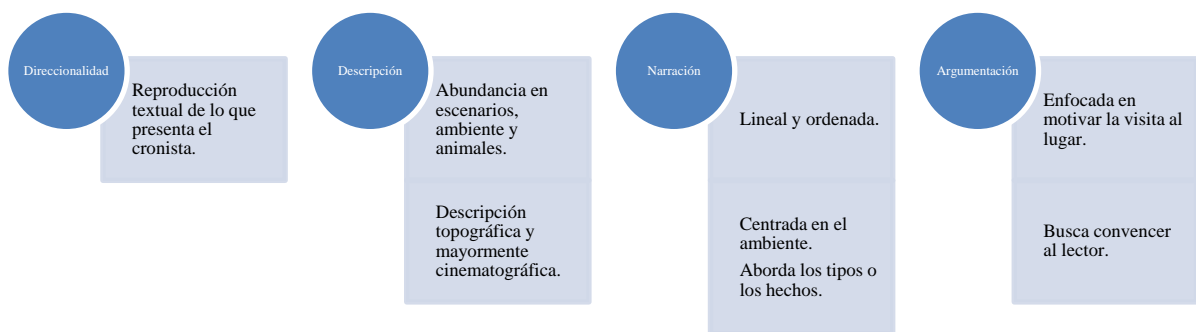 Direccionalidad
Reproducción
textual de lo que
presenta el
cronista.
Descripción
Abundancia en
escenarios,
ambiente y
animales.
Descripción
topográfica y
mayormente
cinematográfica.
Narración
Lineal y ordenada.
Centrada en el
ambiente.
Aborda los tipos o
los hechos.
Argumentación
Enfocada en
motivar la visita al
lugar.
Busca convencer
al lector.